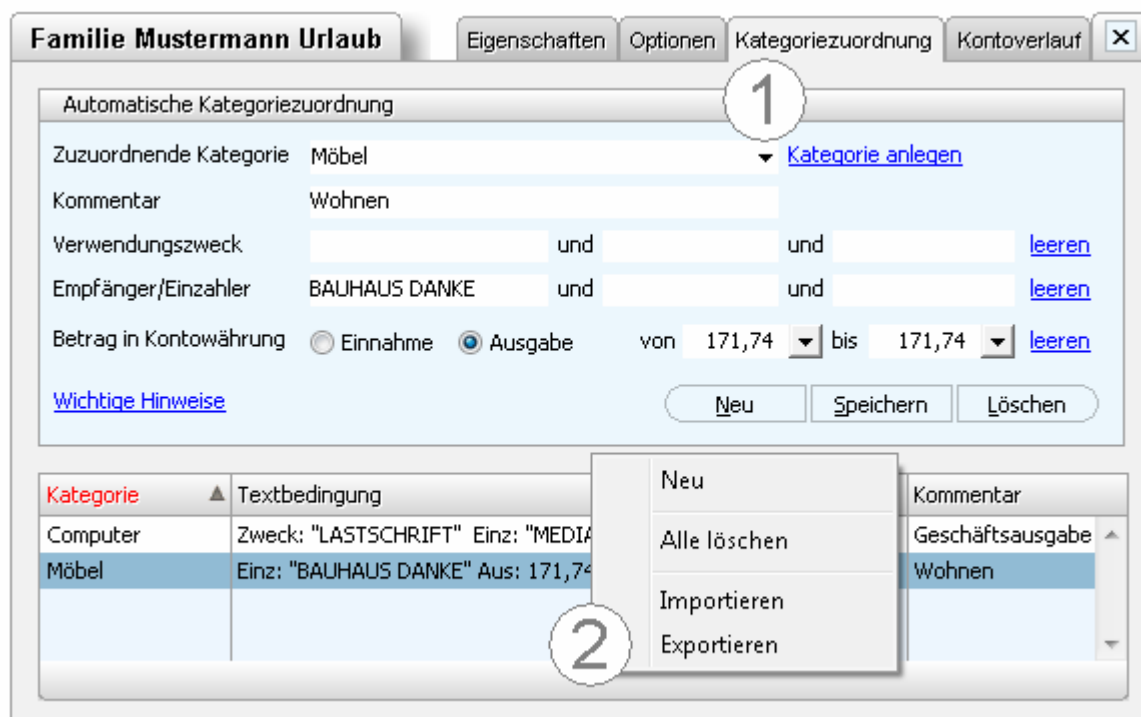 Familie Mustermann Urlaub Eigenschaften Optionen Kategoriezuordnung Kontoverlauf
1
Automatische Kategoriezuordnung
Zuzuordnende Kategorie Möbel Kategorie anlegen
Kommentar Wohnen
Verwendungszweck und und leeren
Empfänger/Einzahler BAUHAUS DANKE und und leeren
Betrag in Kontowährung Einnahme Ausgabe von 171,74 bis 171,74 leeren
Wichtige Hinweise Neu Speichern Löschen
Kategorie Textbedingung Kommentar
Computer Zweck: "LASTSCHRIFT" Einz: "MEDIA Geschäftsausgabe
Möbel Einz: "BAUHAUS DANKE" Aus: 171,74 Wohnen
Neu
Alle löschen
Importieren
Exportieren
2